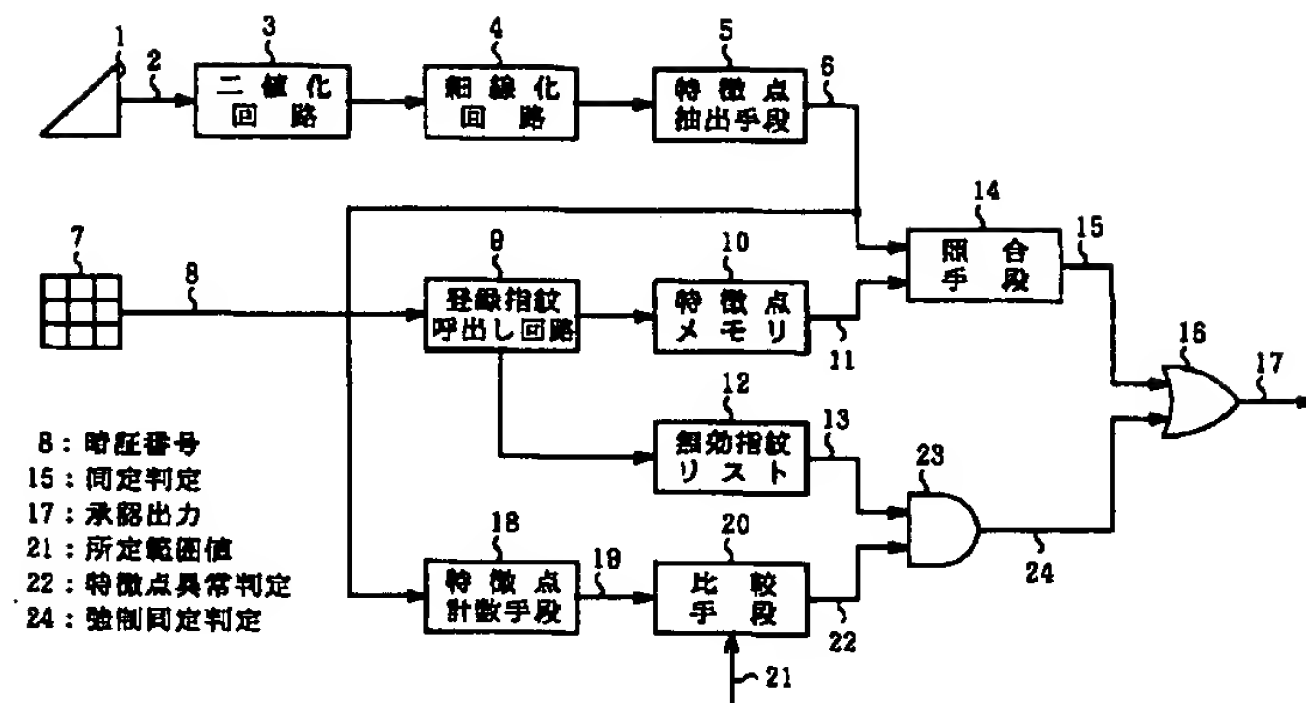 1
2
3
二値化
回路
4
細線化
回路
5
特徴点
抽出手段
6
7
8
9
登録指紋
呼出し回路
10
特徴点
メモリ
11
14
照合
手段
15
12
無効指紋
リスト
13
16
17
18
特徴点
計数手段
19
20
比較
手段
21
22
23
24
8:暗証番号
15:同定判定
17:承認出力
21:所定範囲値
22:特徴点異常判定
24:強制同定判定